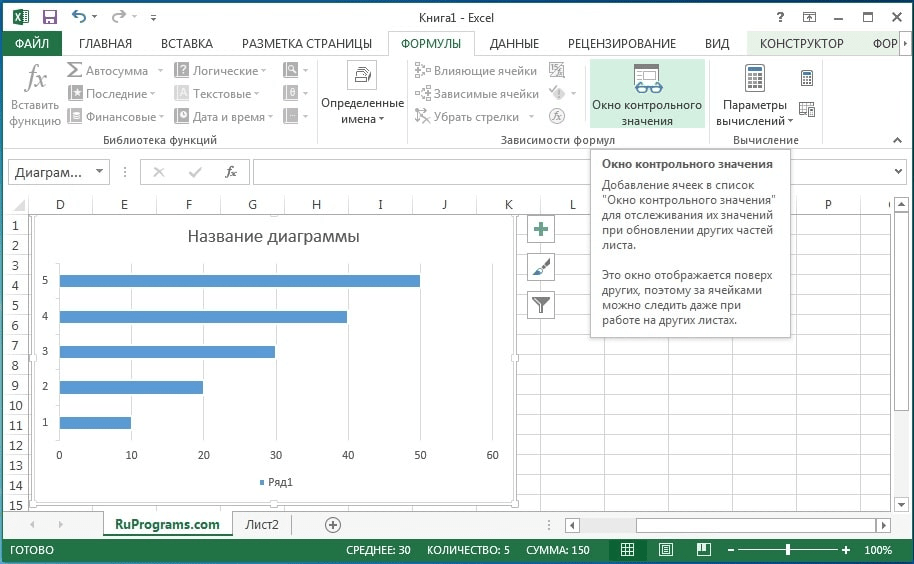 Книга1 - Excel
ФАЙЛ ГЛАВНАЯ ВСТАВКА РАЗМЕТКА СТРАНИЦЫ ФОРМУЛЫ ДАННЫЕ РЕЦЕНЗИРОВАНИЕ ВИД КОНСТРУКТОР ФОР
fx
Вставить
функцию
Σ Автосумма
Последние
Финансовые
Логические
Текстовые
Дата и время
Библиотека функций
Определенные
имена
Влияющие ячейки
Зависимые ячейки
Убрать стрелки
Окно контрольного
значения
Зависимости формул
Параметры
вычислений
Вычисление
Диаграм...
fx
Окно контрольного значения
Добавление ячеек в список
"Окно контрольного значения"
для отслеживания их значений
при обновлении других частей
листа.
Это окно отображается поверх
других, поэтому за ячейками
можно следить даже при
работе на других листах.
D E F G H I J K L P
1
2
3
4
5
6
7
8
9
10
11
12
13
14
15
Название диаграммы
5
4
3
2
1
0 10 20 30 40 50 60
Ряд1
RuPrograms.com Лист2
ГОТОВО СРЕДНЕЕ: 30 КОЛИЧЕСТВО: 5 СУММА: 150 100%